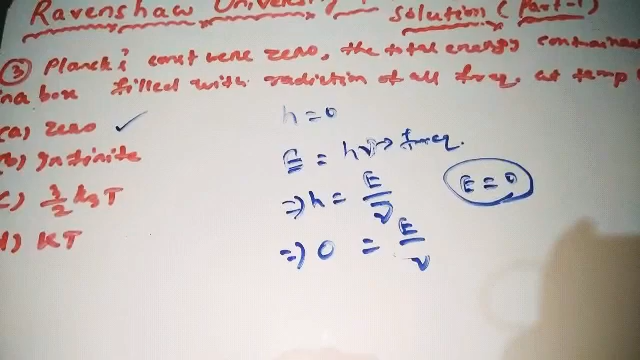 Ravenshaw University
Solution (Part-1)
③ Planck's const were zero, the total energy
in a box filled with radiation of all freq. at temp
(a) zero ✓
(b) Infinite
(c) 3/2 kBT
(d) KT
h = 0
E = hν → freq.
⇒ h = E/ν
⇒ 0 = E/ν
E = 0